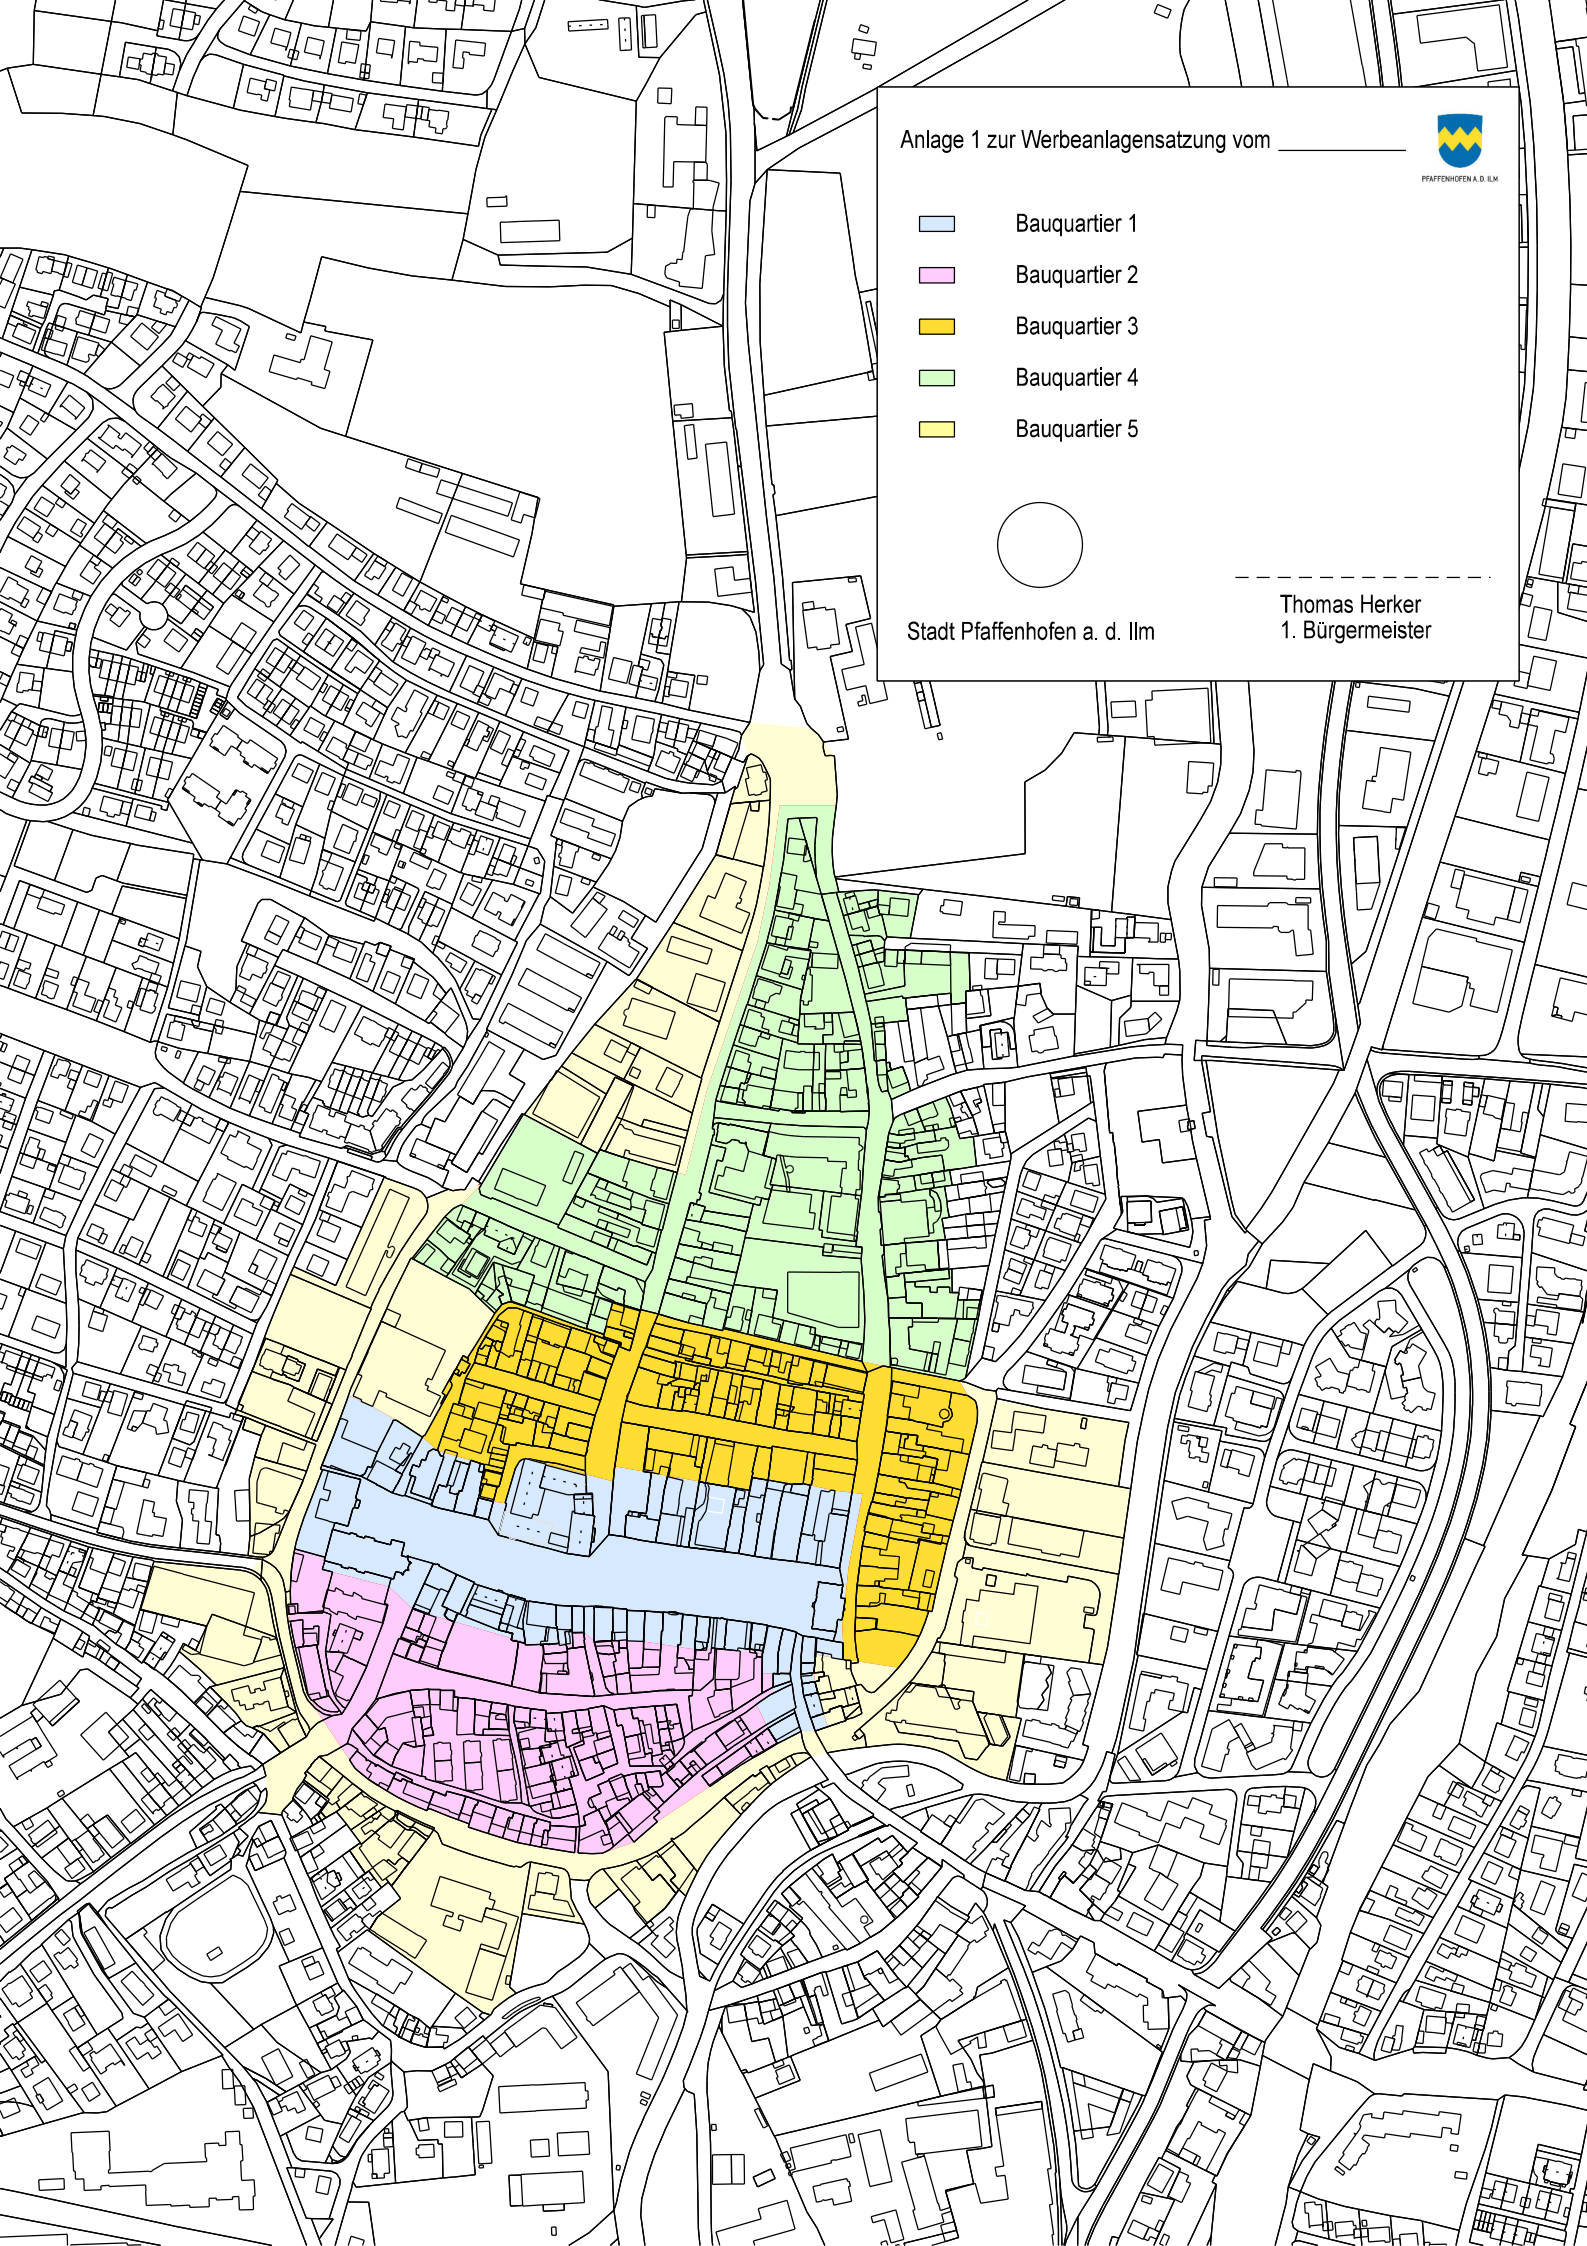 Anlage 1 zur Werbeanlagensatzung vom ___________
PFAFFENHOFEN A. D. ILM
Bauquartier 1
Bauquartier 2
Bauquartier 3
Bauquartier 4
Bauquartier 5
Stadt Pfaffenhofen a. d. Ilm
Thomas Herker
1. Bürgermeister